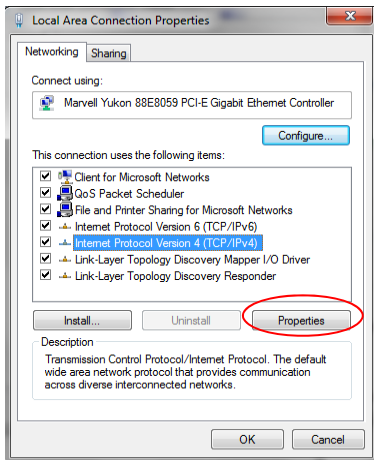 Local Area Connection Properties
Networking
Sharing
Connect using:
Marvell Yukon 88E8059 PCI-E Gigabit Ethernet Controller
Configure...
This connection uses the following items:
Client for Microsoft Networks
QoS Packet Scheduler
File and Printer Sharing for Microsoft Networks
Internet Protocol Version 6 (TCP/IPv6)
Internet Protocol Version 4 (TCP/IPv4)
Link-Layer Topology Discovery Mapper I/O Driver
Link-Layer Topology Discovery Responder
Install...
Uninstall
Properties
Description
Transmission Control Protocol/Internet Protocol. The default
wide area network protocol that provides communication
across diverse interconnected networks.
OK
Cancel